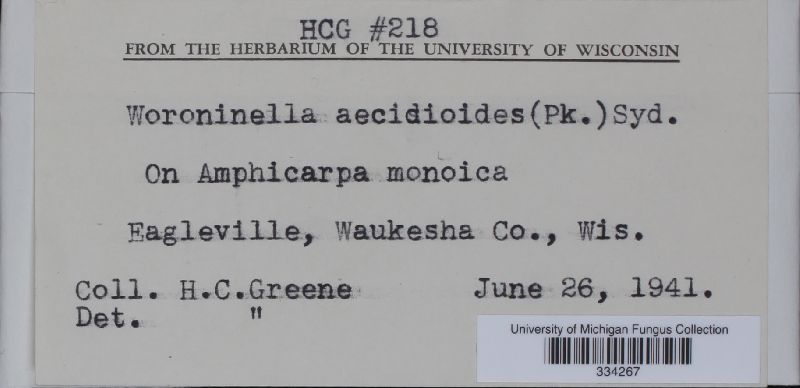 HCG #218
FROM THE HERBARIUM OF THE UNIVERSITY OF WISCONSIN
Woroninella aecidioides(Pk.)Syd.
On Amphicarpa monoica
Eagleville, Waukesha Co., Wis.
Coll. H.C.Greene June 26, 1941.
Det. "
University of Michigan Fungus Collection
334267